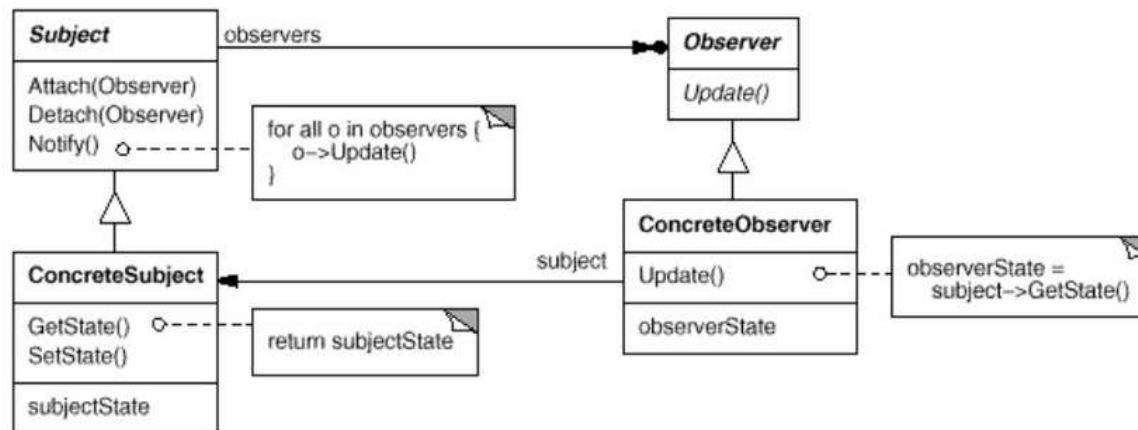 Subject
Attach(Observer)
Detach(Observer)
Notify()
observers
for all o in observers {
o->Update()
}
Observer
Update()
ConcreteSubject
GetState()
SetState()
subjectState
return subjectState
subject
ConcreteObserver
Update()
observerState
observerState =
subject->GetState()